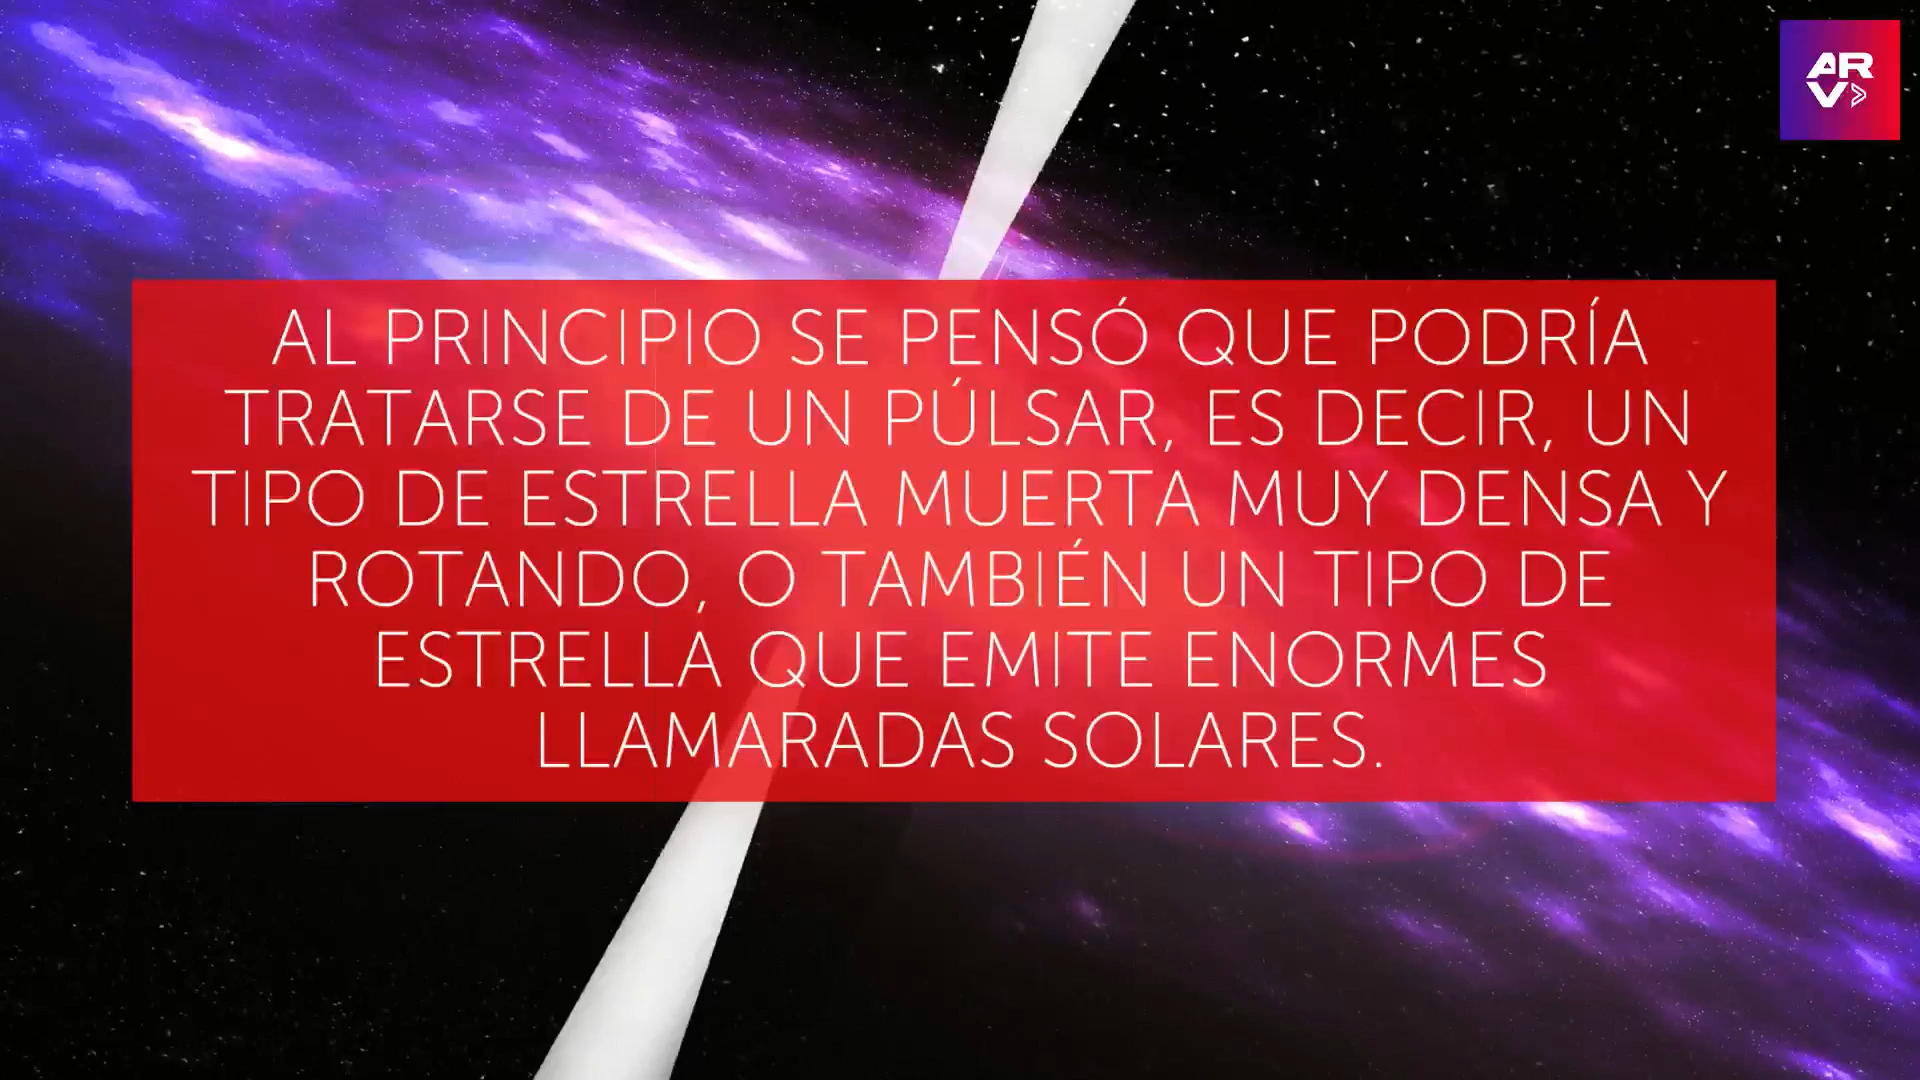 AR
V
AL PRINCIPIO SE PENSÓ QUE PODRÍA
TRATARSE DE UN PÚLSAR, ES DECIR, UN
TIPO DE ESTRELLA MUERTA MUY DENSA Y
ROTANDO, O TAMBIÉN UN TIPO DE
ESTRELLA QUE EMITE ENORMES
LLAMARADAS SOLARES.